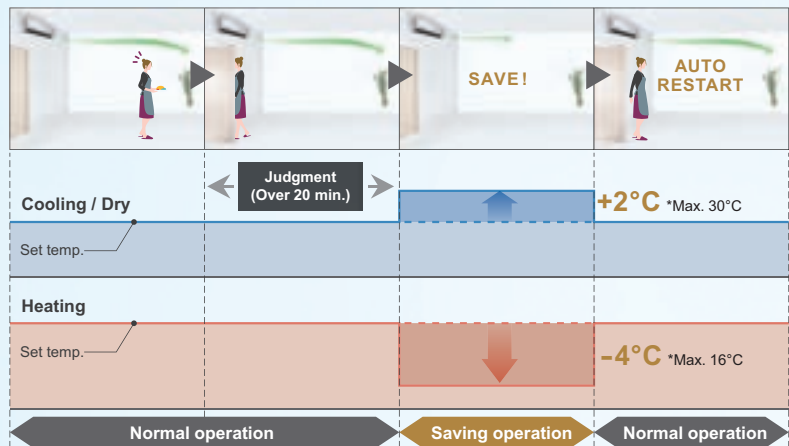 SAVE!
AUTO
RESTART
Judgment
(Over 20 min.)
Cooling / Dry
+2°C *Max. 30°C
Set temp.
Heating
Set temp.
-4°C *Max. 16°C
Normal operation
Saving operation
Normal operation